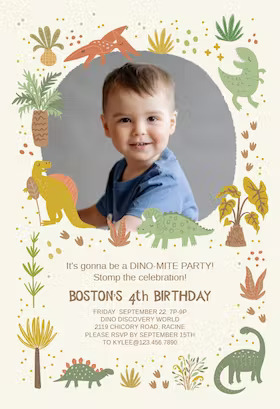 It's gonna be a DINO-MITE PARTY!
Stomp the celebration!
BOSTON'S 4th BIRTHDAY
FRIDAY SEPTEMBER 22 7P-9P
DINO DISCOVERY WORLD
2119 CHICORY ROAD, RACINE
PLEASE RSVP BY SEPTEMBER 15TH
TO KYLEE@123.456.7890